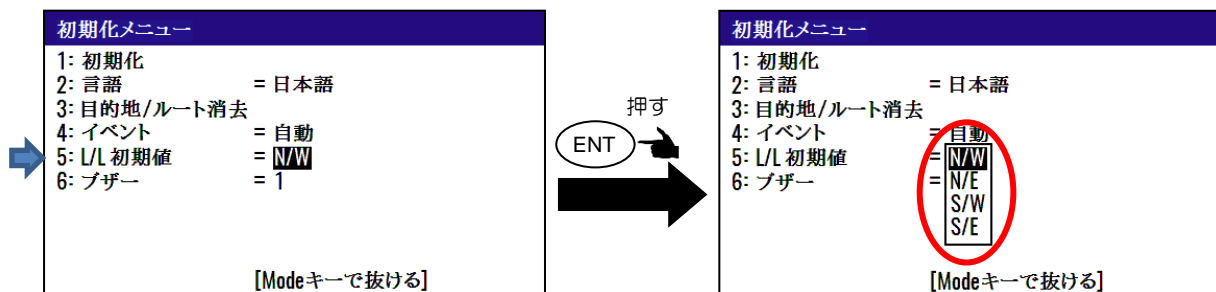 初期化メニュー
1: 初期化
2: 言語 = 日本語
3: 目的地/ルート消去
4: イベント = 自動
5: L/L 初期値 = N/W
6: ブザー = 1
[Modeキーで抜ける]
押す
ENT
初期化メニュー
1: 初期化
2: 言語 = 日本語
3: 目的地/ルート消去
4: イベント = 自動
5: L/L 初期値 = N/W
6: ブザー = N/E
S/W
S/E
[Modeキーで抜ける]